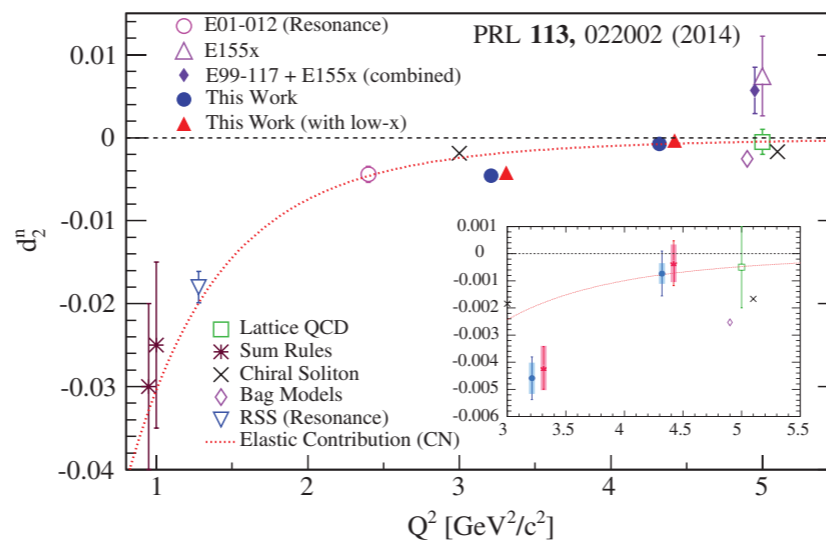 E01-012 (Resonance)
E155x
E99-117 + E155x (combined)
This Work
This Work (with low-x)
PRL 113, 022002 (2014)
0.01
0
-0.01
-0.02
-0.03
-0.04
d₂ⁿ
Lattice QCD
Sum Rules
Chiral Soliton
Bag Models
RSS (Resonance)
Elastic Contribution (CN)
0.001
0
-0.001
-0.002
-0.003
-0.004
-0.005
-0.006
3 3.5 4 4.5 5 5.5
1 2 3 4 5
Q² [GeV²/c²]